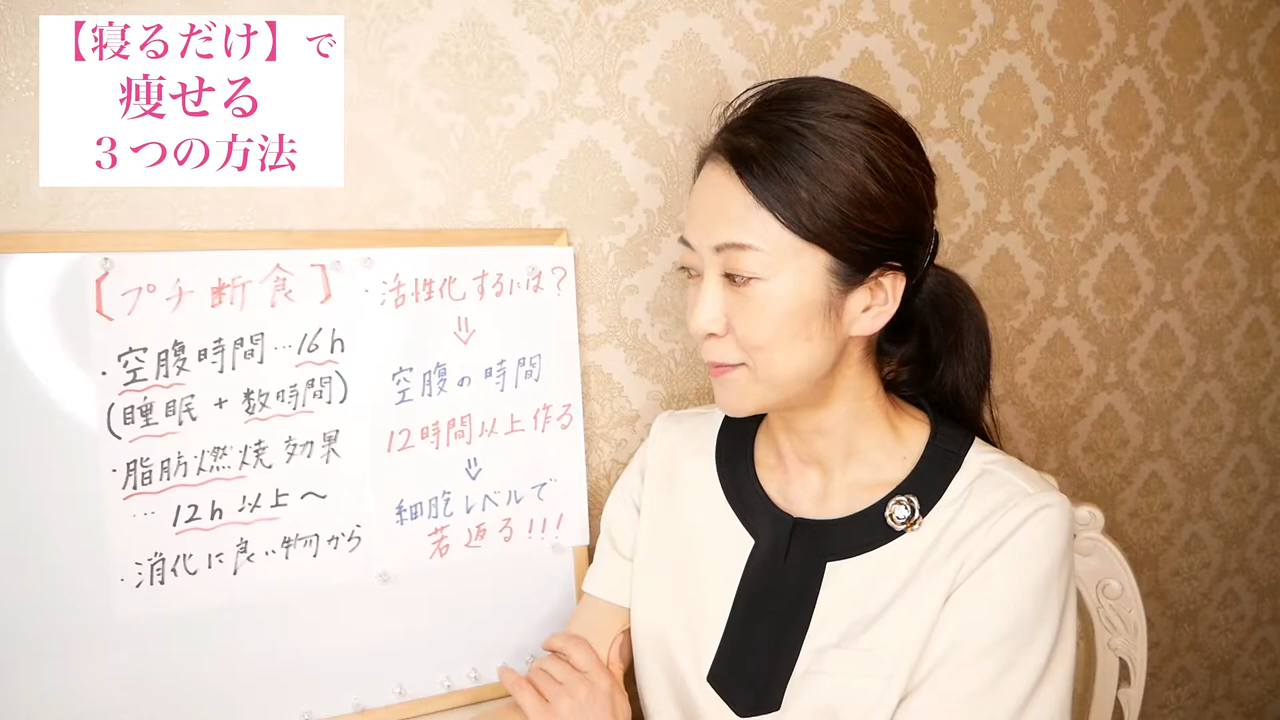 【寝るだけ】で
痩せる
３つの方法
【プチ断食】
・空腹時間…16h
(睡眠 + 数時間)
・脂肪燃焼効果
… 12h 以上〜
・消化に良い物から
・活性化するには？
⇓
空腹の時間
12時間以上作る
⇓
細胞レベルで
若返る!!!